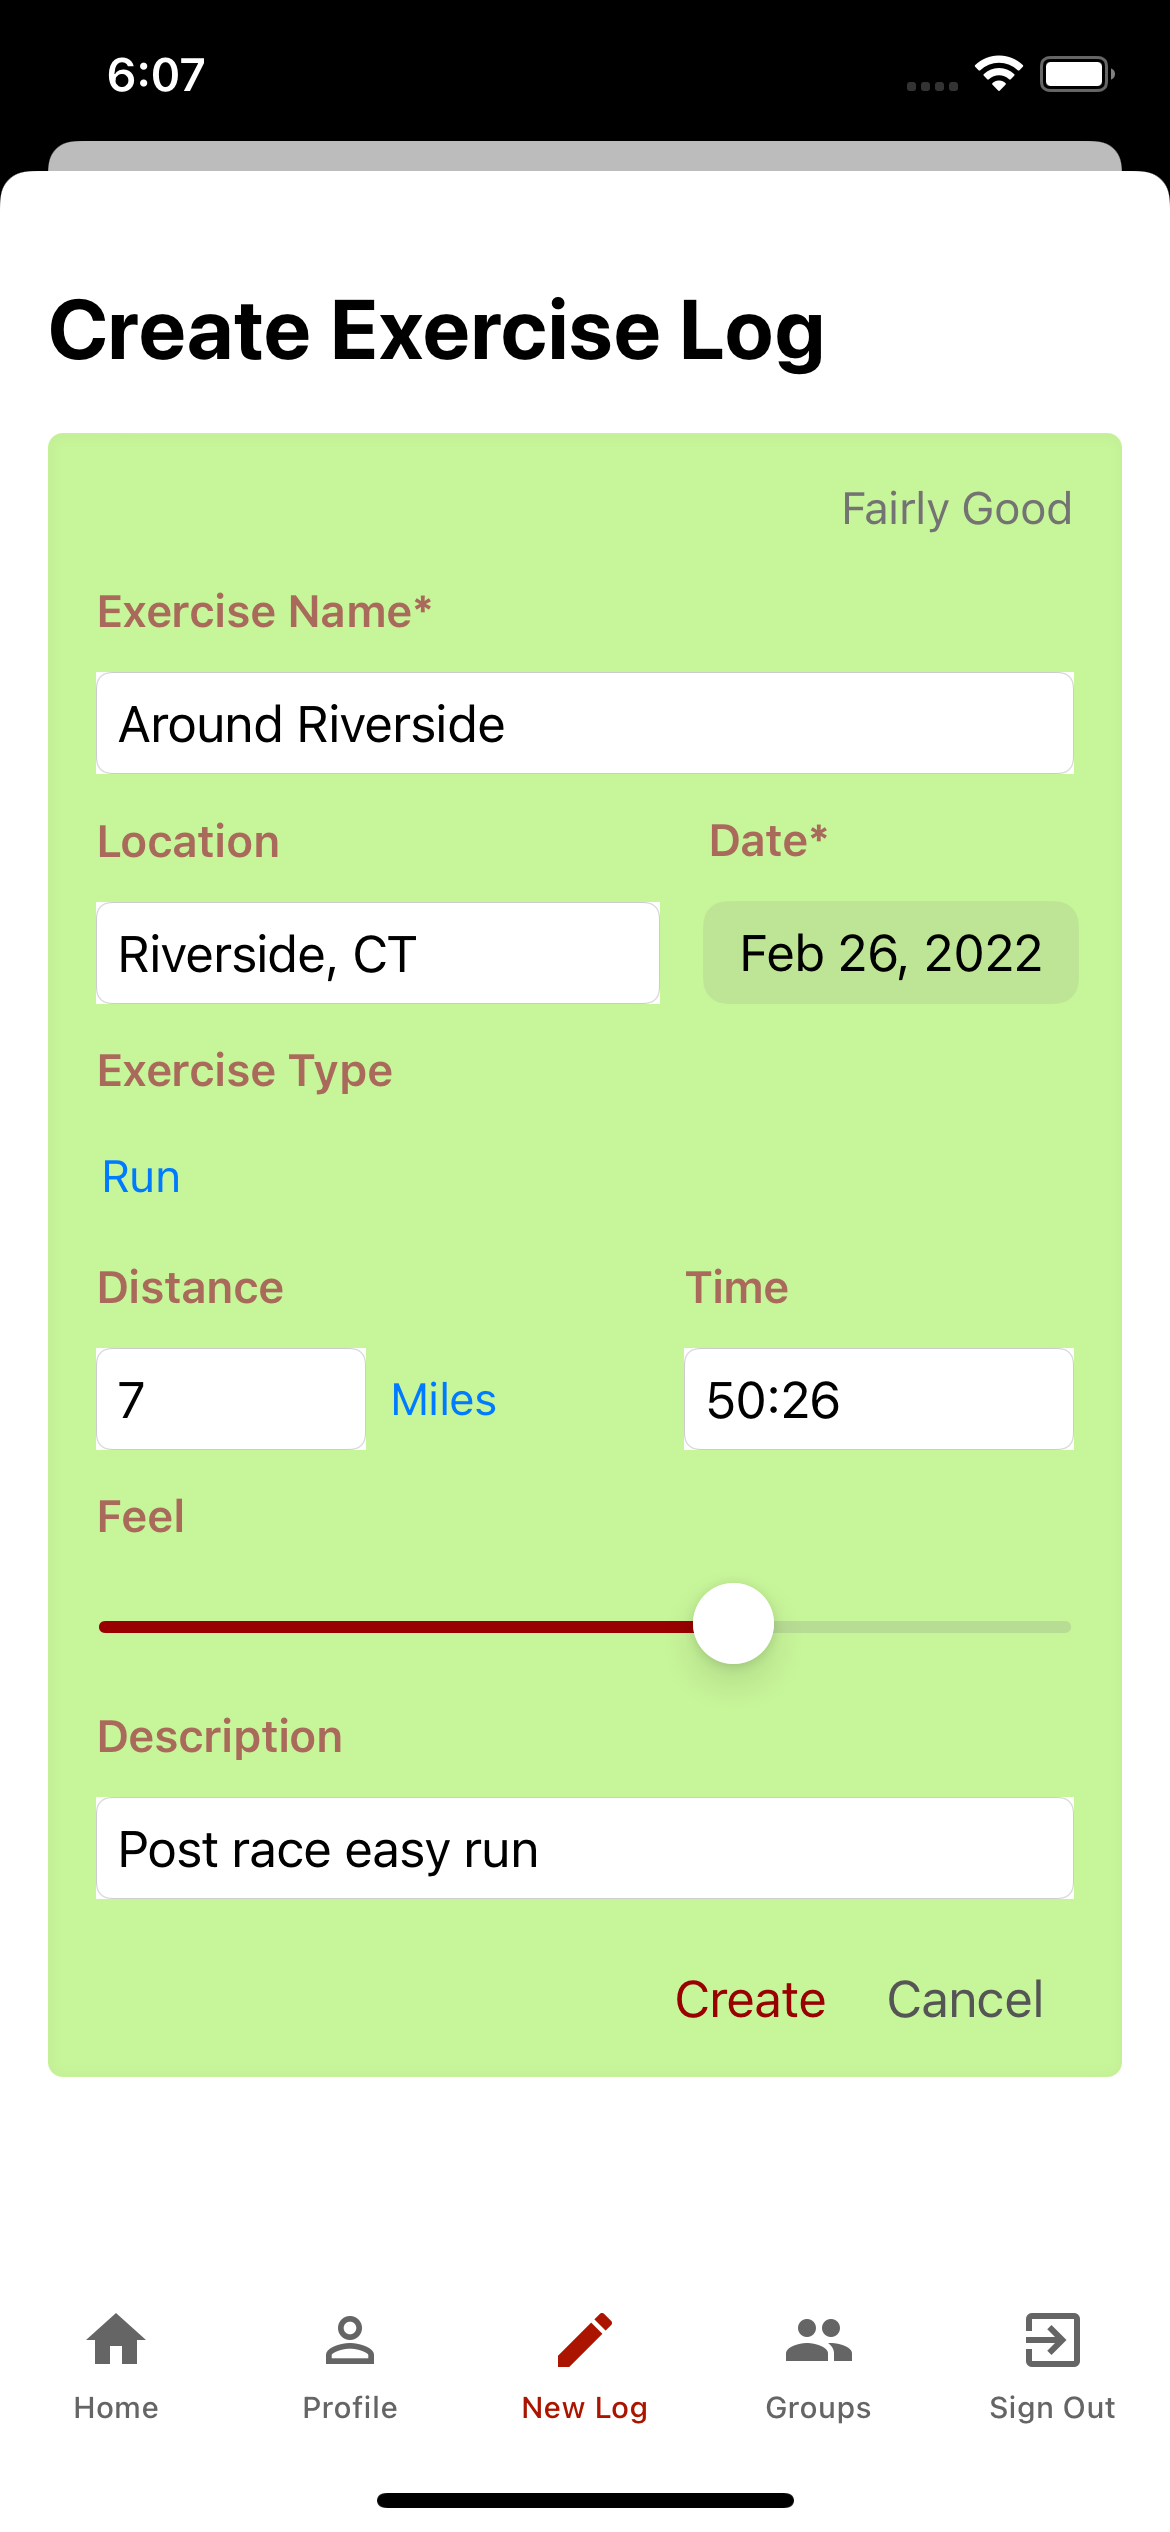 6:07
Create Exercise Log
Fairly Good
Exercise Name*
Around Riverside
Location Date*
Riverside, CT Feb 26, 2022
Exercise Type
Run
Distance Time
7 Miles 50:26
Feel
Description
Post race easy run
Create Cancel
Home Profile New Log Groups Sign Out